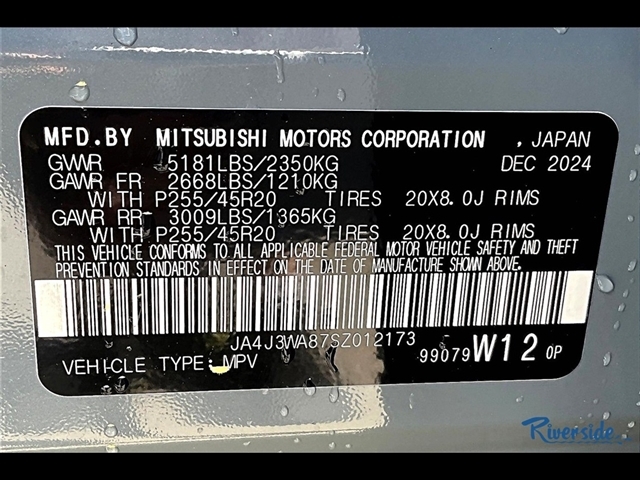 MFD.BY MITSUBISHI MOTORS CORPORATION , JAPAN
GVWR 5181LBS/2350KG DEC 2024
GAWR FR 2668LBS/1210KG
WITH P255/45R20 TIRES 20X8.0J RIMS
GAWR RR 3009LBS/1365KG
WITH P255/45R20 TIRES 20X8.0J RIMS
THIS VEHICLE CONFORMS TO ALL APPLICABLE FEDERAL MOTOR VEHICLE SAFETY AND THEFT
PREVENTION STANDARDS IN EFFECT ON THE DATE OF MANUFACTURE SHOWN ABOVE.
JA4J3WA87SZ012173
VEHICLE TYPE: MPV 99079 W12 0P
Riverside